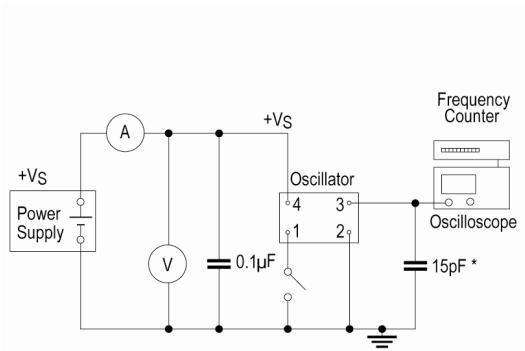 Frequency
Counter
+VS
A
Oscillator
+VS
4
3
Power
Supply
1
2
Oscilloscope
V
0.1µF
15pF *